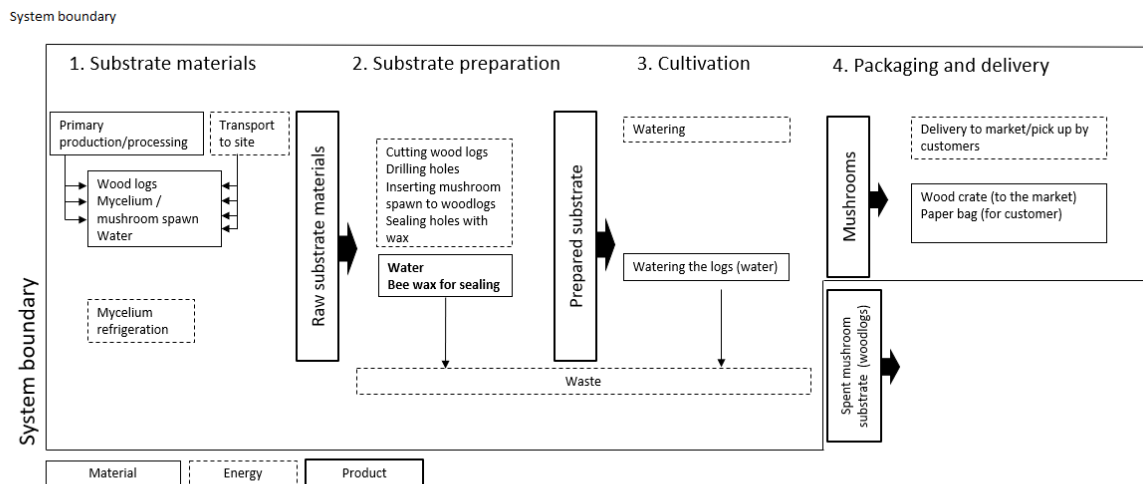 System boundary
1. Substrate materials
2. Substrate preparation
3. Cultivation
4. Packaging and delivery
Primary
production/processing
Transport
to site
Wood logs
Mycelium /
mushroom spawn
Water
Mycelium
refrigeration
Raw substrate materials
Cutting wood logs
Drilling holes
Inserting mushroom
spawn to woodlogs
Sealing holes with
wax
Water
Bee wax for sealing
Prepared substrate
Watering
Watering the logs (water)
Waste
Mushrooms
Delivery to market/pick up by
customers
Wood crate (to the market)
Paper bag (for customer)
Spent mushroom
substrate (woodlogs)
System boundary
Material
Energy
Product